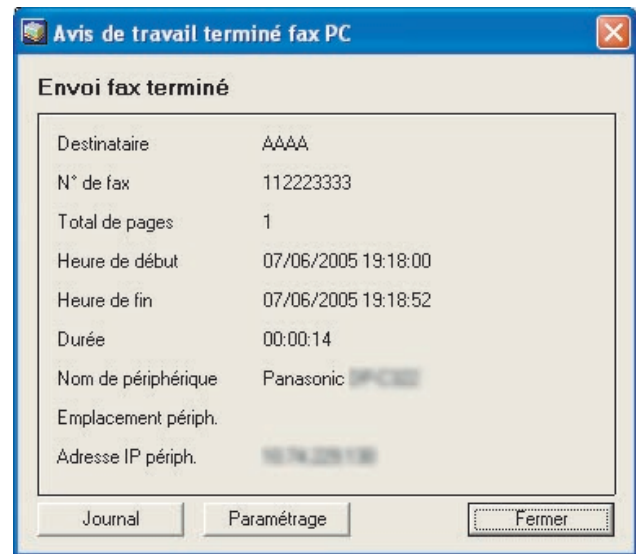 Avis de travail terminé fax PC
Envoi fax terminé
Destinataire AAAA
N° de fax 112223333
Total de pages 1
Heure de début 07/06/2005 19:18:00
Heure de fin 07/06/2005 19:18:52
Durée 00:00:14
Nom de périphérique Panasonic
Emplacement périph.
Adresse IP périph.
Journal Paramétrage Fermer